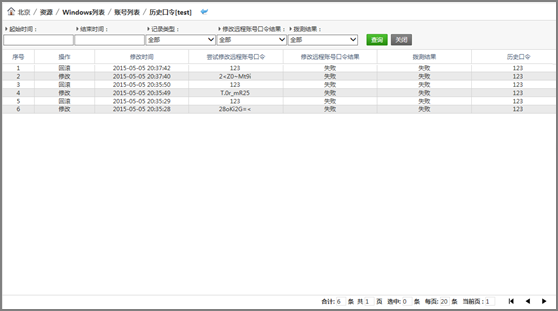 北京 / 资源 / Windows列表 / 账号列表 / 历史口令[test]
起始时间： 结束时间： 记录类型： 修改远程账号口令结果： 拨测结果：
全部 全部 全部 查询 关闭
序号 操作 修改时间 尝试修改远程账号口令 修改远程账号口令结果 拨测结果 历史口令
1 回滚 2015-05-05 20:37:42 123 失败 失败 123
2 修改 2015-05-05 20:37:40 2<Z0~Mt9i 失败 失败 123
3 回滚 2015-05-05 20:35:50 123 失败 失败 123
4 修改 2015-05-05 20:35:49 T.0r_mR25 失败 失败 123
5 回滚 2015-05-05 20:35:29 123 失败 失败 123
6 修改 2015-05-05 20:35:28 28oKi2G=< 失败 失败 123
合计: 6 条 共 1 页 选中: 0 条 每页: 20 条 当前页: 1